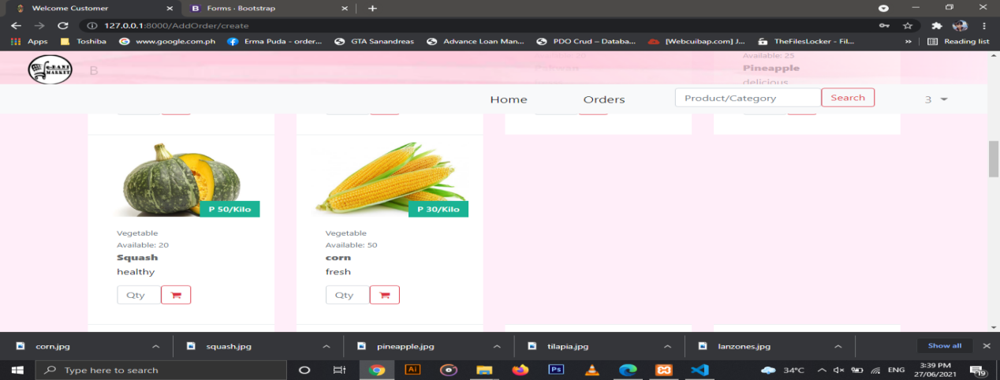 Welcome Customer
B Forms · Bootstrap
127.0.0.1:8000/AddOrder/create
Apps Toshiba www.google.com.ph Erma Puda - order... GTA Sanandreas Advance Loan Man... PDO Crud – Databa... [Webcuibap.com] J... TheFilesLocker - Fil... » Reading list
MARKET B
Available: 25
Pineapple
delicious
Home Orders Product/Category Search 3
P 50/Kilo P 30/Kilo
Vegetable Vegetable
Available: 20 Available: 50
Squash corn
healthy fresh
Qty Qty
corn.jpg squash.jpg pineapple.jpg tilapia.jpg lanzones.jpg Show all
Type here to search Ai Ps 34°C ENG 3:39 PM
27/06/2021 19